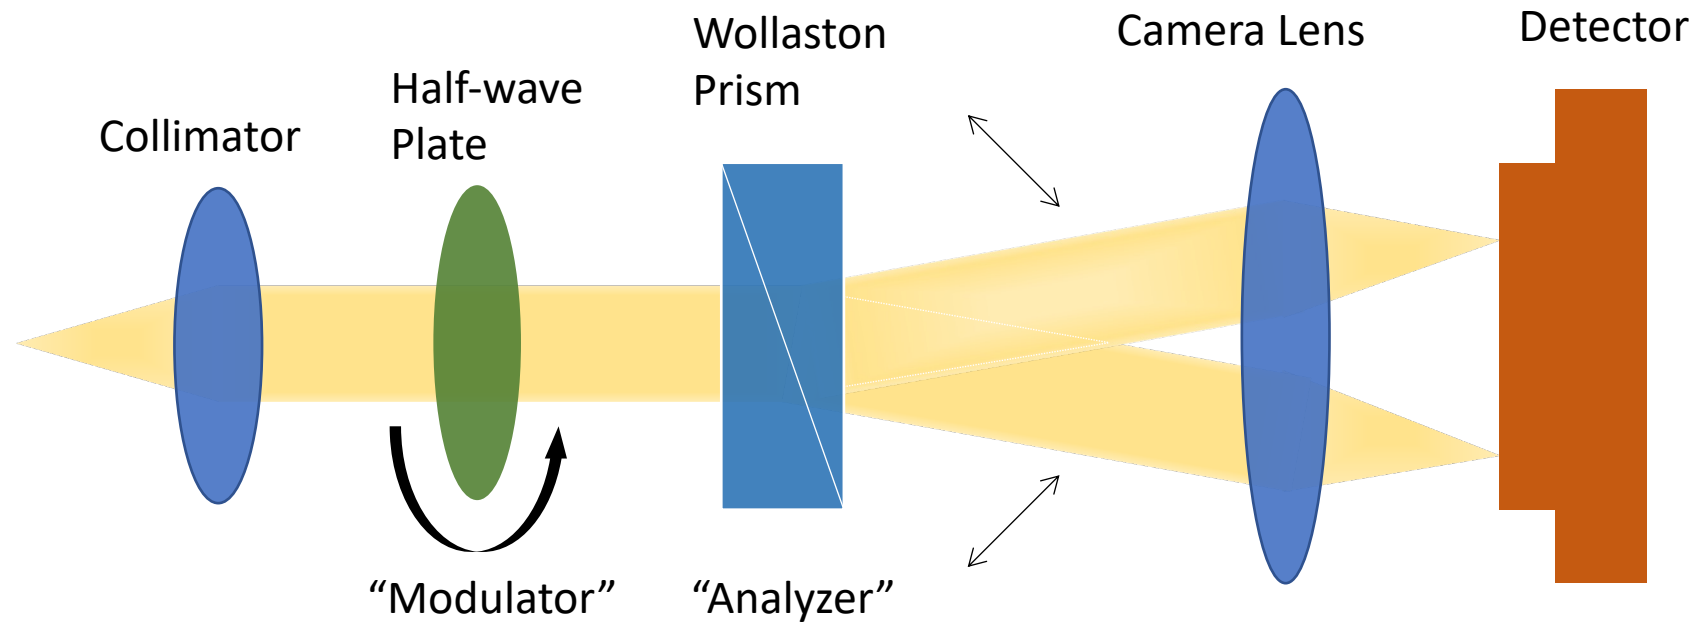 Collimator
Half-wave
Plate
Wollaston
Prism
Camera Lens
Detector
“Modulator”
“Analyzer”